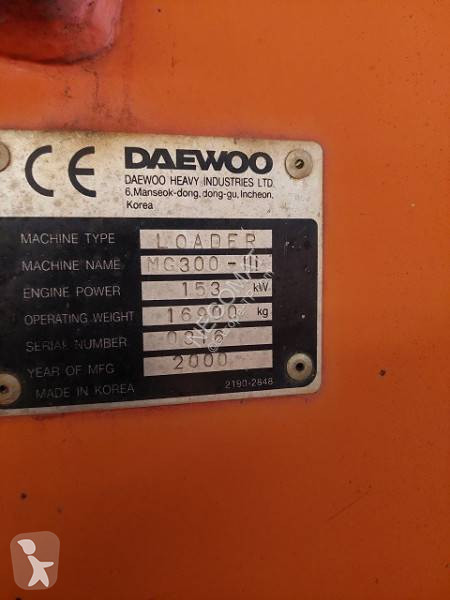 CE DAEWOO
DAEWOO HEAVY INDUSTRIES LTD.
6, Manseok-dong, dong-gu, Incheon,
Korea
MACHINE TYPE LOADER
MACHINE NAME MG300-III
ENGINE POWER 153 kW
OPERATING WEIGHT 16900 kg
SERIAL NUMBER 0316
YEAR OF MFG 2000
MADE IN KOREA 2190-2848